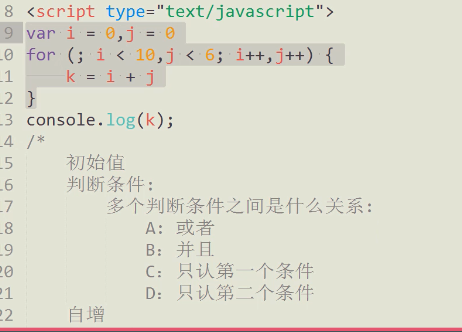 8 <script type="text/javascript">
9 var i = 0,j = 0
10 for (; i < 10,j < 6; i++,j++) {
11     k = i + j
12 }
13 console.log(k);
14 /*
15     初始值
16     判断条件:
17         多个判断条件之间是什么关系:
18             A: 或者
19             B: 并且
20             C: 只认第一个条件
21             D: 只认第二个条件
22     自增